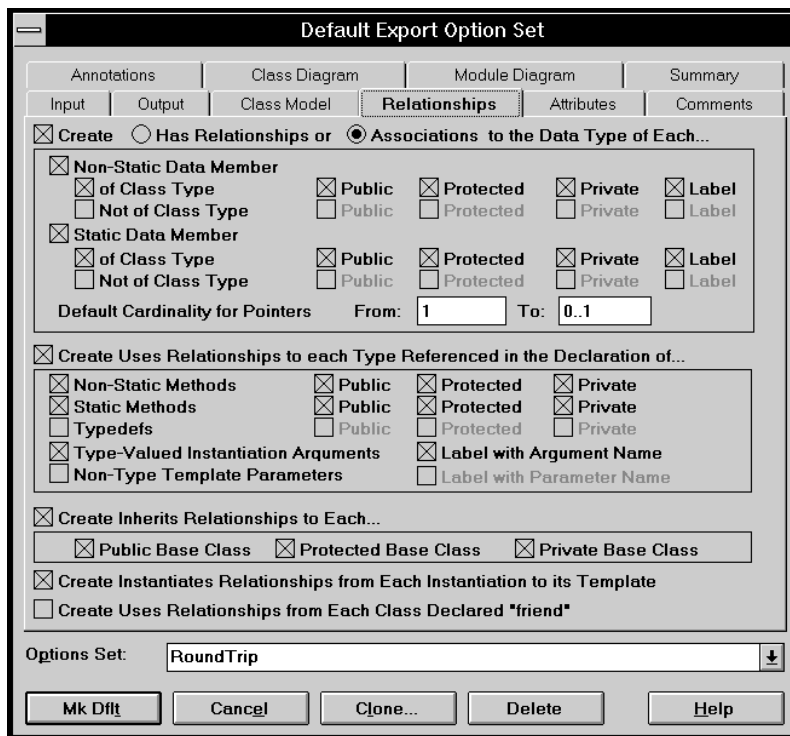 Default Export Option Set
Annotations Class Diagram Module Diagram Summary
Input Output Class Model Relationships Attributes Comments
Create Has Relationships or Associations to the Data Type of Each...
Non-Static Data Member
of Class Type Public Protected Private Label
Not of Class Type Public Protected Private Label
Static Data Member
of Class Type Public Protected Private Label
Not of Class Type Public Protected Private Label
Default Cardinality for Pointers From: 1 To: 0..1
Create Uses Relationships to each Type Referenced in the Declaration of...
Non-Static Methods Public Protected Private
Static Methods Public Protected Private
Typedefs Public Protected Private
Type-Valued Instantiation Arquments Label with Argument Name
Non-Type Template Parameters Label with Parameter Name
Create Inherits Relationships to Each...
Public Base Class Protected Base Class Private Base Class
Create Instantiates Relationships from Each Instantiation to its Template
Create Uses Relationships from Each Class Declared "friend"
Options Set: RoundTrip
Mk Dflt Cancel Clone... Delete Help